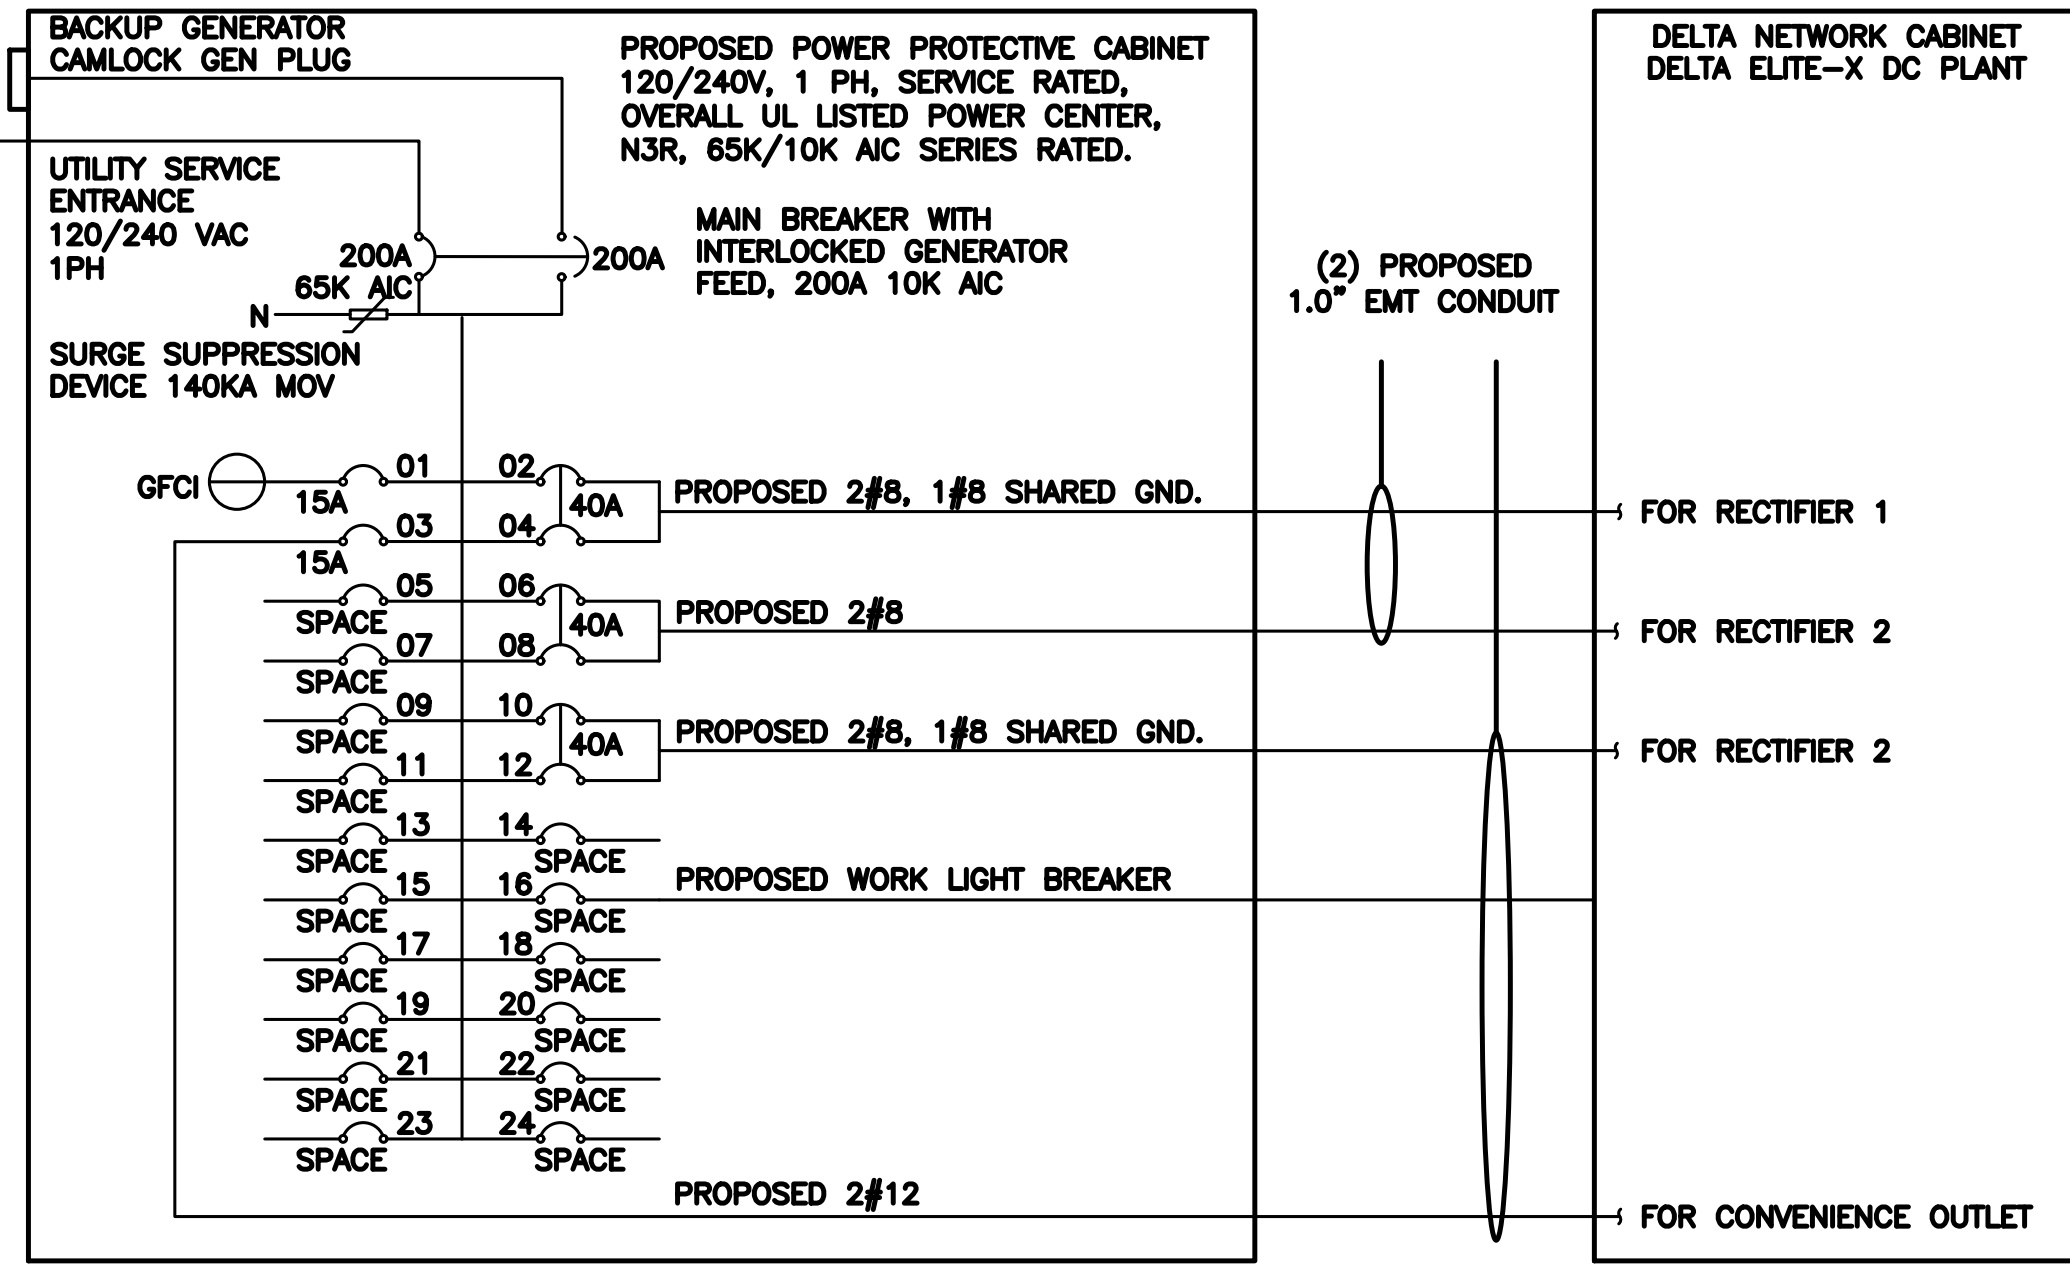 BACKUP GENERATOR
CAMLOCK GEN PLUG
PROPOSED POWER PROTECTIVE CABINET
120/240V, 1 PH, SERVICE RATED,
OVERALL UL LISTED POWER CENTER,
N3R, 65K/10K AIC SERIES RATED.
DELTA NETWORK CABINET
DELTA ELITE-X DC PLANT
UTILITY SERVICE
ENTRANCE
120/240 VAC
1PH
200A
65K AIC
200A
MAIN BREAKER WITH
INTERLOCKED GENERATOR
FEED, 200A 10K AIC
N
SURGE SUPPRESSION
DEVICE 140KA MOV
(2) PROPOSED
1.0" EMT CONDUIT
GFCI
01 02
15A
40A
PROPOSED 2#8, 1#8 SHARED GND.
FOR RECTIFIER 1
03 04
15A
05 06
SPACE
40A
PROPOSED 2#8
FOR RECTIFIER 2
07 08
SPACE
09 10
SPACE
40A
PROPOSED 2#8, 1#8 SHARED GND.
FOR RECTIFIER 2
11 12
SPACE
13 14
SPACE SPACE
15 16
PROPOSED WORK LIGHT BREAKER
SPACE SPACE
17 18
SPACE SPACE
19 20
SPACE SPACE
21 22
SPACE SPACE
23 24
SPACE SPACE
PROPOSED 2#12
FOR CONVENIENCE OUTLET